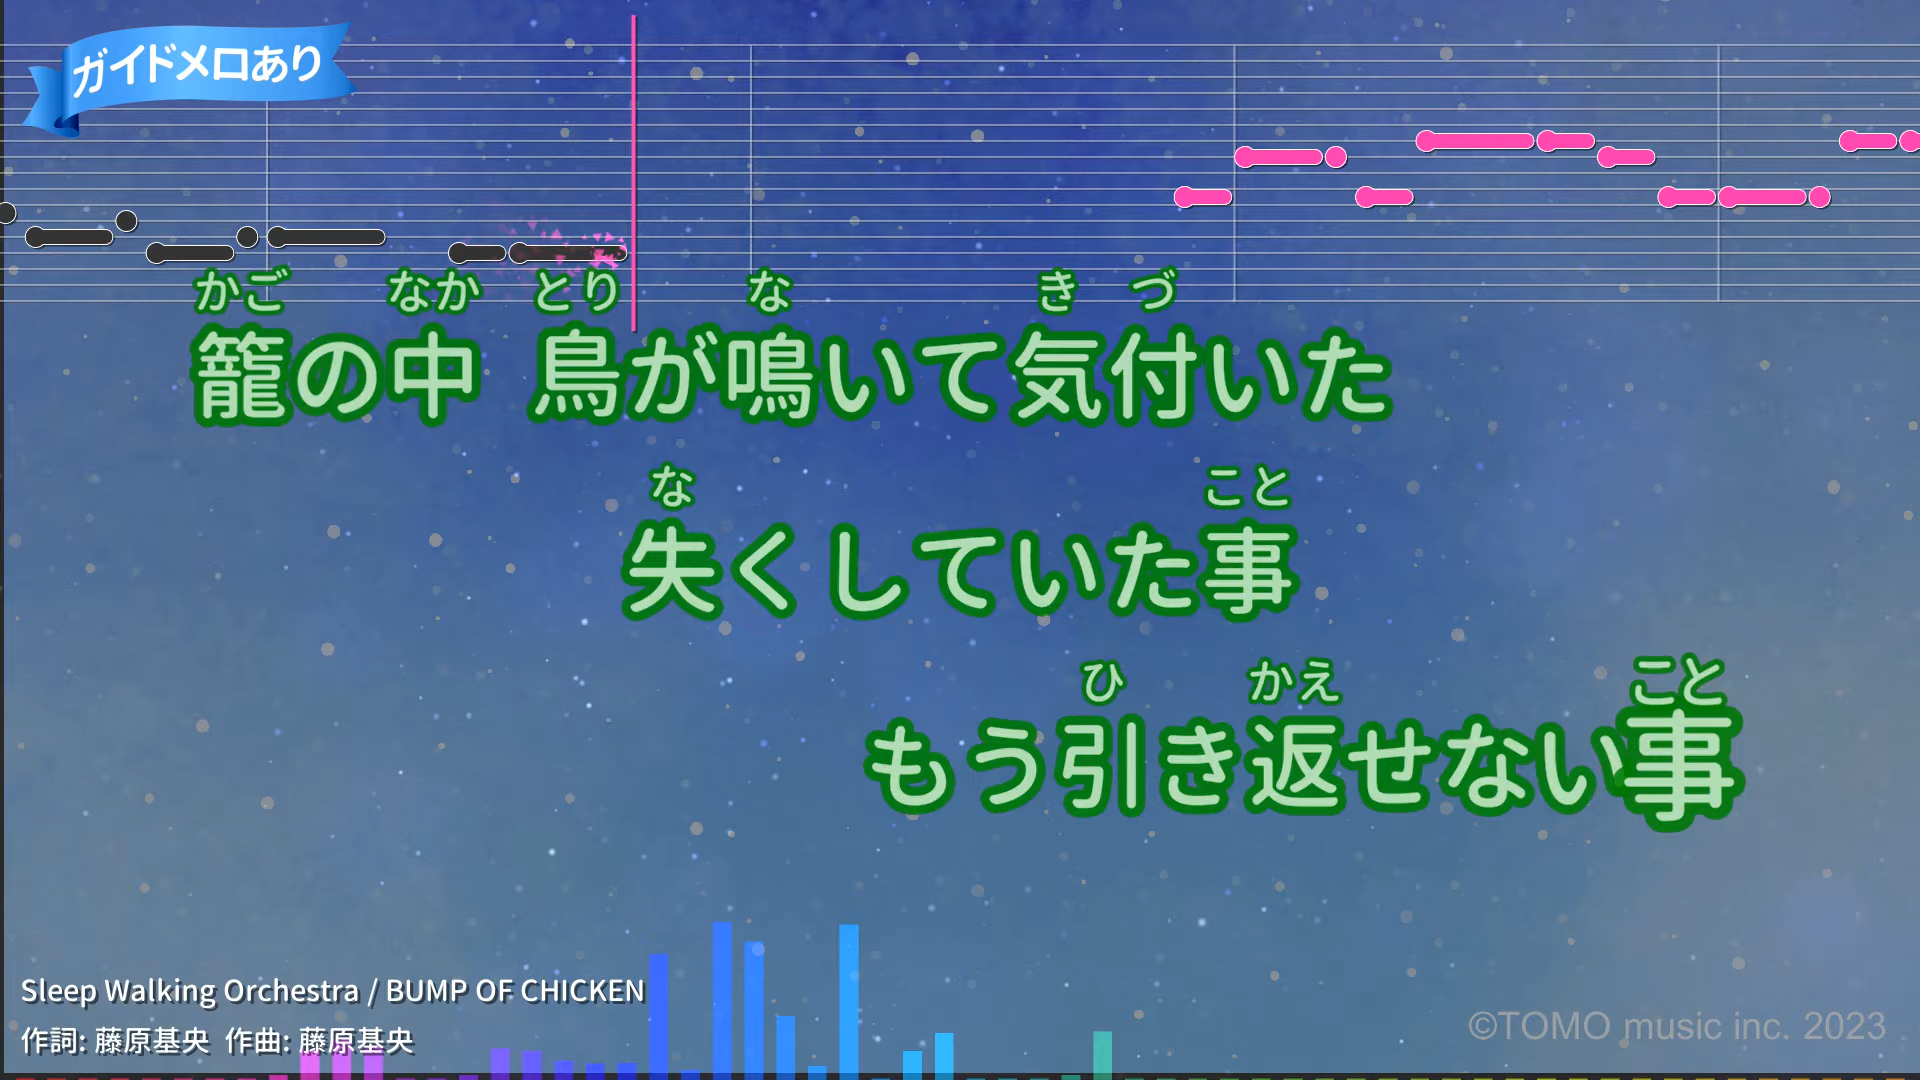 ガイドメロあり
かご なか とり な き づ
籠の中 鳥が鳴いて気付いた
な こと
失くしていた事
ひ かえ こと
もう引き返せない事
Sleep Walking Orchestra / BUMP OF CHICKEN
作詞: 藤原基央 作曲: 藤原基央
©TOMO music inc. 2023